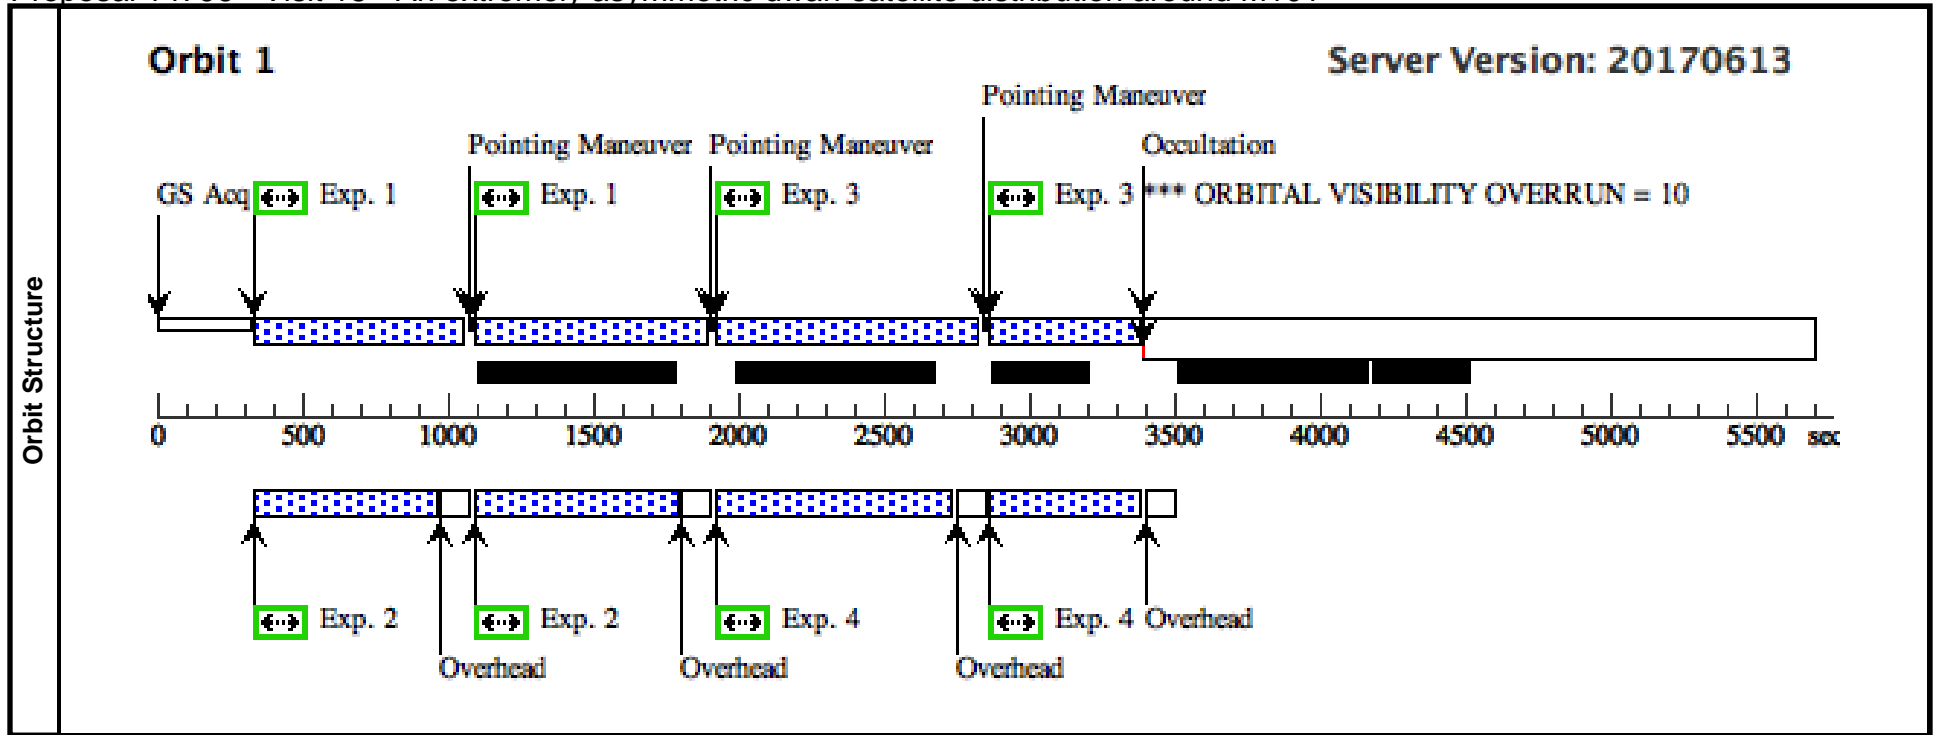 Orbit 1
Server Version: 20170613
Pointing Maneuver
Pointing Maneuver Pointing Maneuver Occultation
GS Acq Exp. 1 Exp. 1 Exp. 3 Exp. 3 *** ORBITAL VISIBILITY OVERRUN = 10
Orbit Structure
0 500 1000 1500 2000 2500 3000 3500 4000 4500 5000 5500 sec
Exp. 2 Exp. 2 Exp. 4 Exp. 4 Overhead
Overhead Overhead Overhead